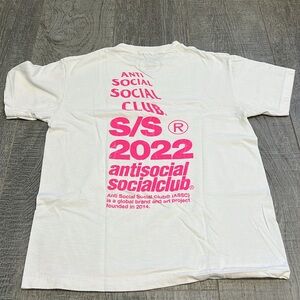 ANTI
SOCIAL
SOCIAL
CLUB
S/S ®
2022
antisocial
socialclub®
Anti Social Social Club® (ASSC)
is a global brand and art project
founded in 2014.